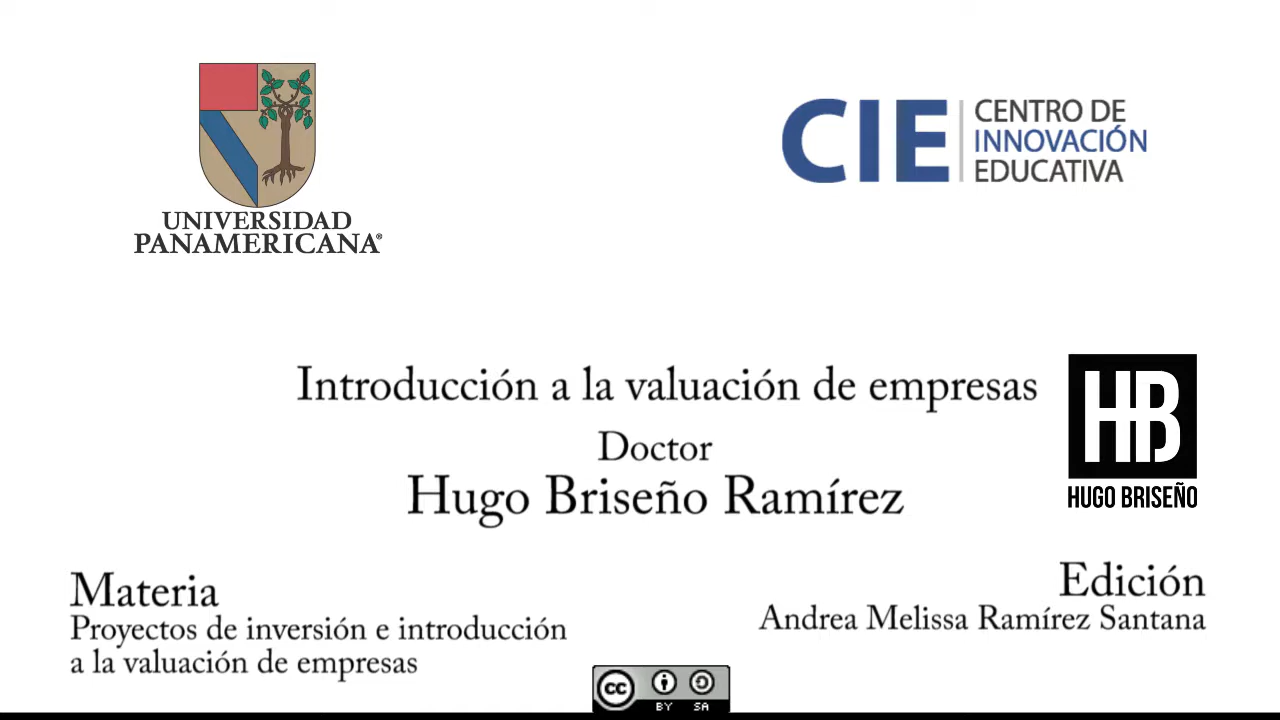 UNIVERSIDAD
PANAMERICANA®
CIE
CENTRO DE
INNOVACIÓN
EDUCATIVA
Introducción a la valuación de empresas
Doctor
Hugo Briseño Ramírez
HB
HUGO BRISEÑO
Materia
Proyectos de inversión e introducción
a la valuación de empresas
Edición
Andrea Melissa Ramírez Santana
cc
BY SA